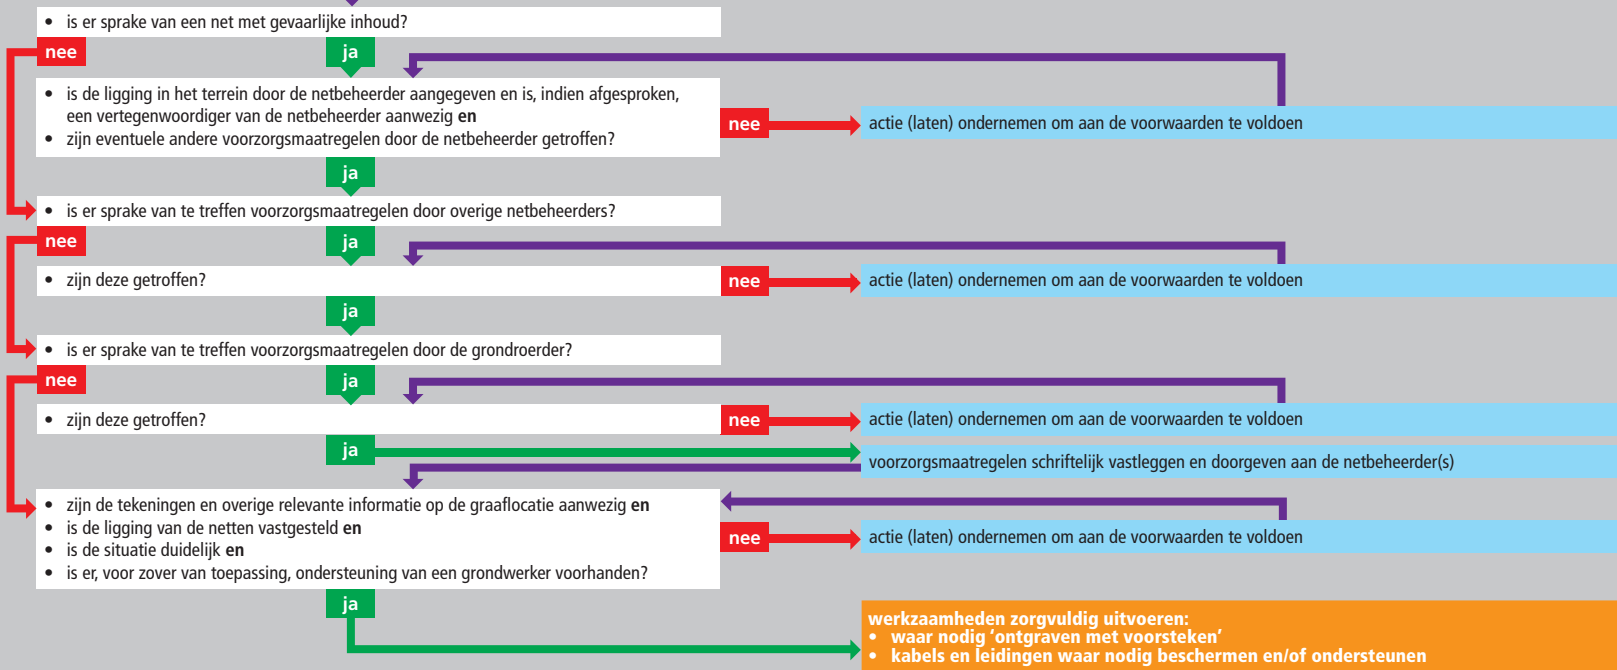 • is er sprake van een net met gevaarlijke inhoud?
nee
ja
• is de ligging in het terrein door de netbeheerder aangegeven en is, indien afgesproken,
een vertegenwoordiger van de netbeheerder aanwezig en
• zijn eventuele andere voorzorgsmaatregelen door de netbeheerder getroffen?
nee
actie (laten) ondernemen om aan de voorwaarden te voldoen
ja
• is er sprake van te treffen voorzorgsmaatregelen door overige netbeheerders?
nee
ja
• zijn deze getroffen?
nee
actie (laten) ondernemen om aan de voorwaarden te voldoen
ja
• is er sprake van te treffen voorzorgsmaatregelen door de grondroerder?
nee
ja
• zijn deze getroffen?
nee
actie (laten) ondernemen om aan de voorwaarden te voldoen
ja
voorzorgsmaatregelen schriftelijk vastleggen en doorgeven aan de netbeheerder(s)
• zijn de tekeningen en overige relevante informatie op de graaflocatie aanwezig en
• is de ligging van de netten vastgesteld en
• is de situatie duidelijk en
• is er, voor zover van toepassing, ondersteuning van een grondwerker voorhanden?
nee
actie (laten) ondernemen om aan de voorwaarden te voldoen
ja
werkzaamheden zorgvuldig uitvoeren:
• waar nodig ‘ontgraven met voorsteken’
• kabels en leidingen waar nodig beschermen en/of ondersteunen